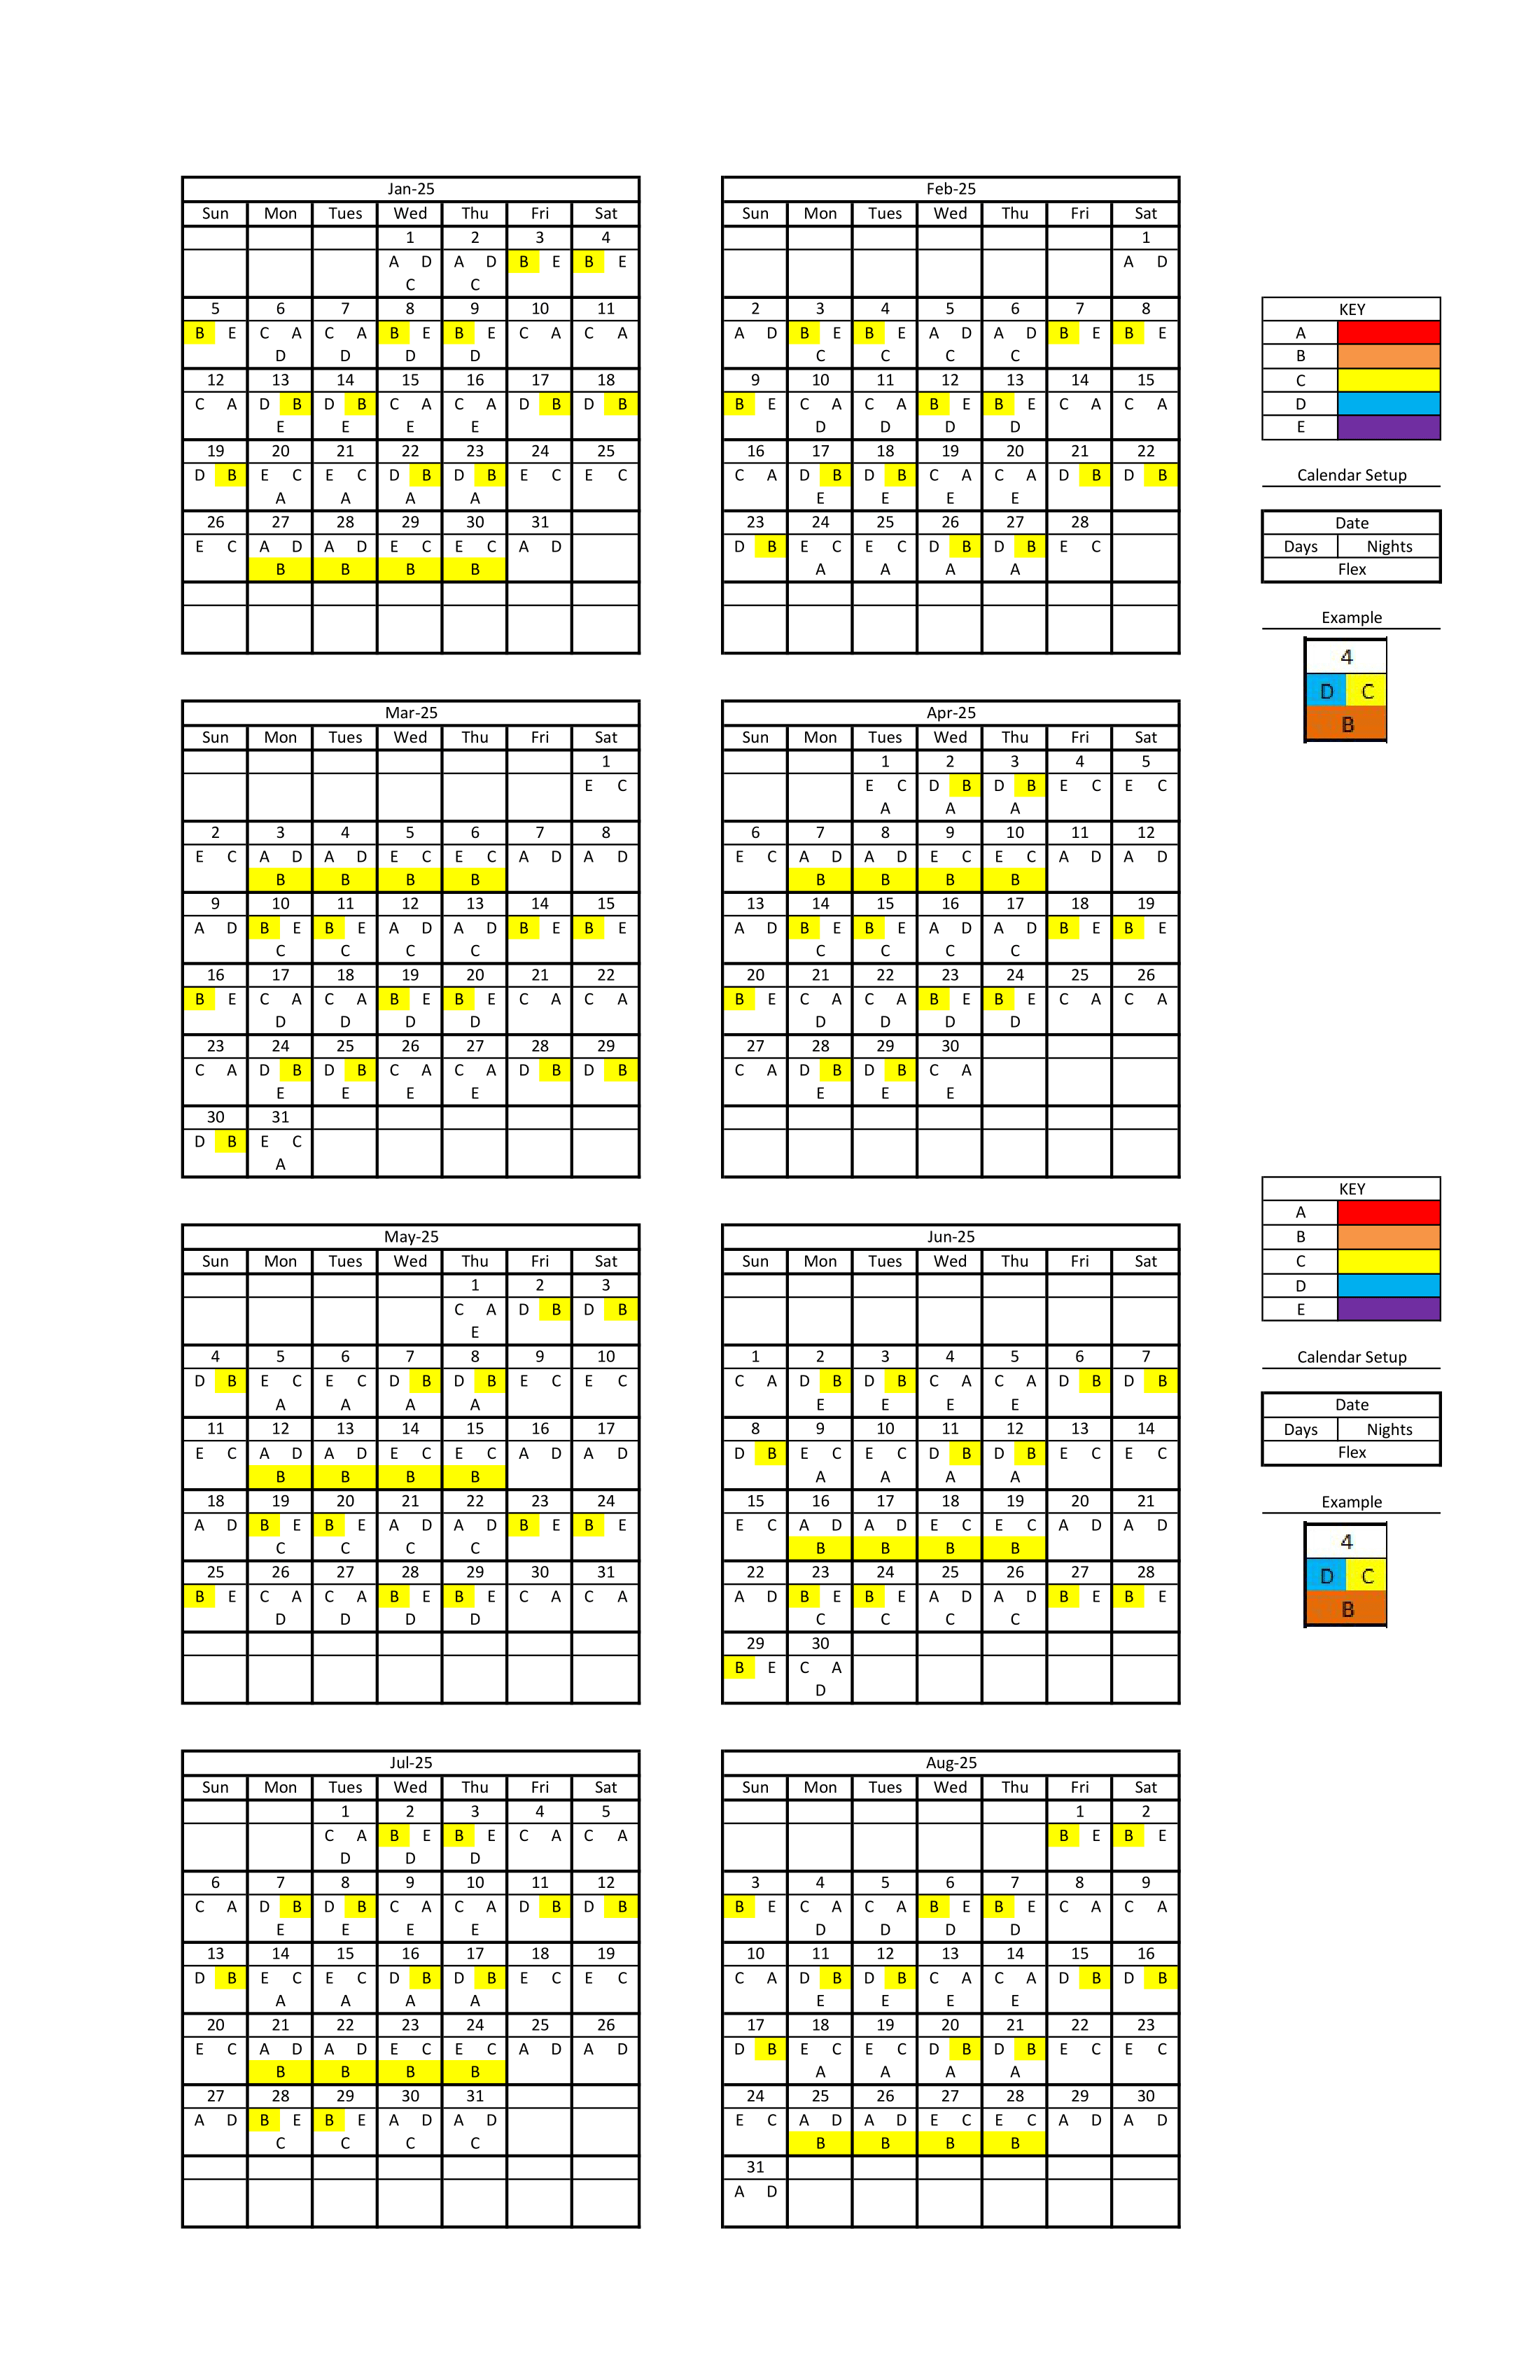 Jan-25
Sun Mon Tues Wed Thu Fri Sat
1 2 3 4
A D A D B E B E
C C
5 6 7 8 9 10 11
B E C A C A B E B E C A C A
D D D D
12 13 14 15 16 17 18
C A D B D B C A C A D B D B
E E E E
19 20 21 22 23 24 25
D B E C E C D B D B E C E C
A A A A
26 27 28 29 30 31
E C A D A D E C E C A D
B B B B
Feb-25
Sun Mon Tues Wed Thu Fri Sat
1
A D
2 3 4 5 6 7 8
A D B E B E A D A D B E B E
C C C C
9 10 11 12 13 14 15
B E C A C A B E B E C A C A
D D D D
16 17 18 19 20 21 22
C A D B D B C A C A D B D B
E E E E
23 24 25 26 27 28
D B E C E C D B D B E C
A A A A
KEY
A
B
C
D
E
Calendar Setup
Date
Days Nights
Flex
Example
4
D C
B
Mar-25
Sun Mon Tues Wed Thu Fri Sat
1
E C
2 3 4 5 6 7 8
E C A D A D E C E C A D A D
B B B B
9 10 11 12 13 14 15
A D B E B E A D A D B E B E
C C C C
16 17 18 19 20 21 22
B E C A C A B E B E C A C A
D D D D
23 24 25 26 27 28 29
C A D B D B C A C A D B D B
E E E E
30 31
D B E C
A
Apr-25
Sun Mon Tues Wed Thu Fri Sat
1 2 3 4 5
E C D B D B E C E C
A A A
6 7 8 9 10 11 12
E C A D A D E C E C A D A D
B B B B
13 14 15 16 17 18 19
A D B E B E A D A D B E B E
C C C C
20 21 22 23 24 25 26
B E C A C A B E B E C A C A
D D D D
27 28 29 30
C A D B D B C A
E E E
May-25
Sun Mon Tues Wed Thu Fri Sat
1 2 3
C A D B D B
E
4 5 6 7 8 9 10
D B E C E C D B D B E C E C
A A A A
11 12 13 14 15 16 17
E C A D A D E C E C A D A D
B B B B
18 19 20 21 22 23 24
A D B E B E A D A D B E B E
C C C C
25 26 27 28 29 30 31
B E C A C A B E B E C A C A
D D D D
Jun-25
Sun Mon Tues Wed Thu Fri Sat
1 2 3 4 5 6 7
C A D B D B C A C A D B D B
E E E E
8 9 10 11 12 13 14
D B E C E C D B D B E C E C
A A A A
15 16 17 18 19 20 21
E C A D A D E C E C A D A D
B B B B
22 23 24 25 26 27 28
A D B E B E A D A D B E B E
C C C C
29 30
B E C A
D
KEY
A
B
C
D
E
Calendar Setup
Date
Days Nights
Flex
Example
4
D C
B
Jul-25
Sun Mon Tues Wed Thu Fri Sat
1 2 3 4 5
C A B E B E C A C A
D D D
6 7 8 9 10 11 12
C A D B D B C A C A D B D B
E E E E
13 14 15 16 17 18 19
D B E C E C D B D B E C E C
A A A A
20 21 22 23 24 25 26
E C A D A D E C E C A D A D
B B B B
27 28 29 30 31
A D B E B E A D A D
C C C C
Aug-25
Sun Mon Tues Wed Thu Fri Sat
1 2
B E B E
3 4 5 6 7 8 9
B E C A C A B E B E C A C A
D D D D
10 11 12 13 14 15 16
C A D B D B C A C A D B D B
E E E E
17 18 19 20 21 22 23
D B E C E C D B D B E C E C
A A A A
24 25 26 27 28 29 30
E C A D A D E C E C A D A D
B B B B
31
A D